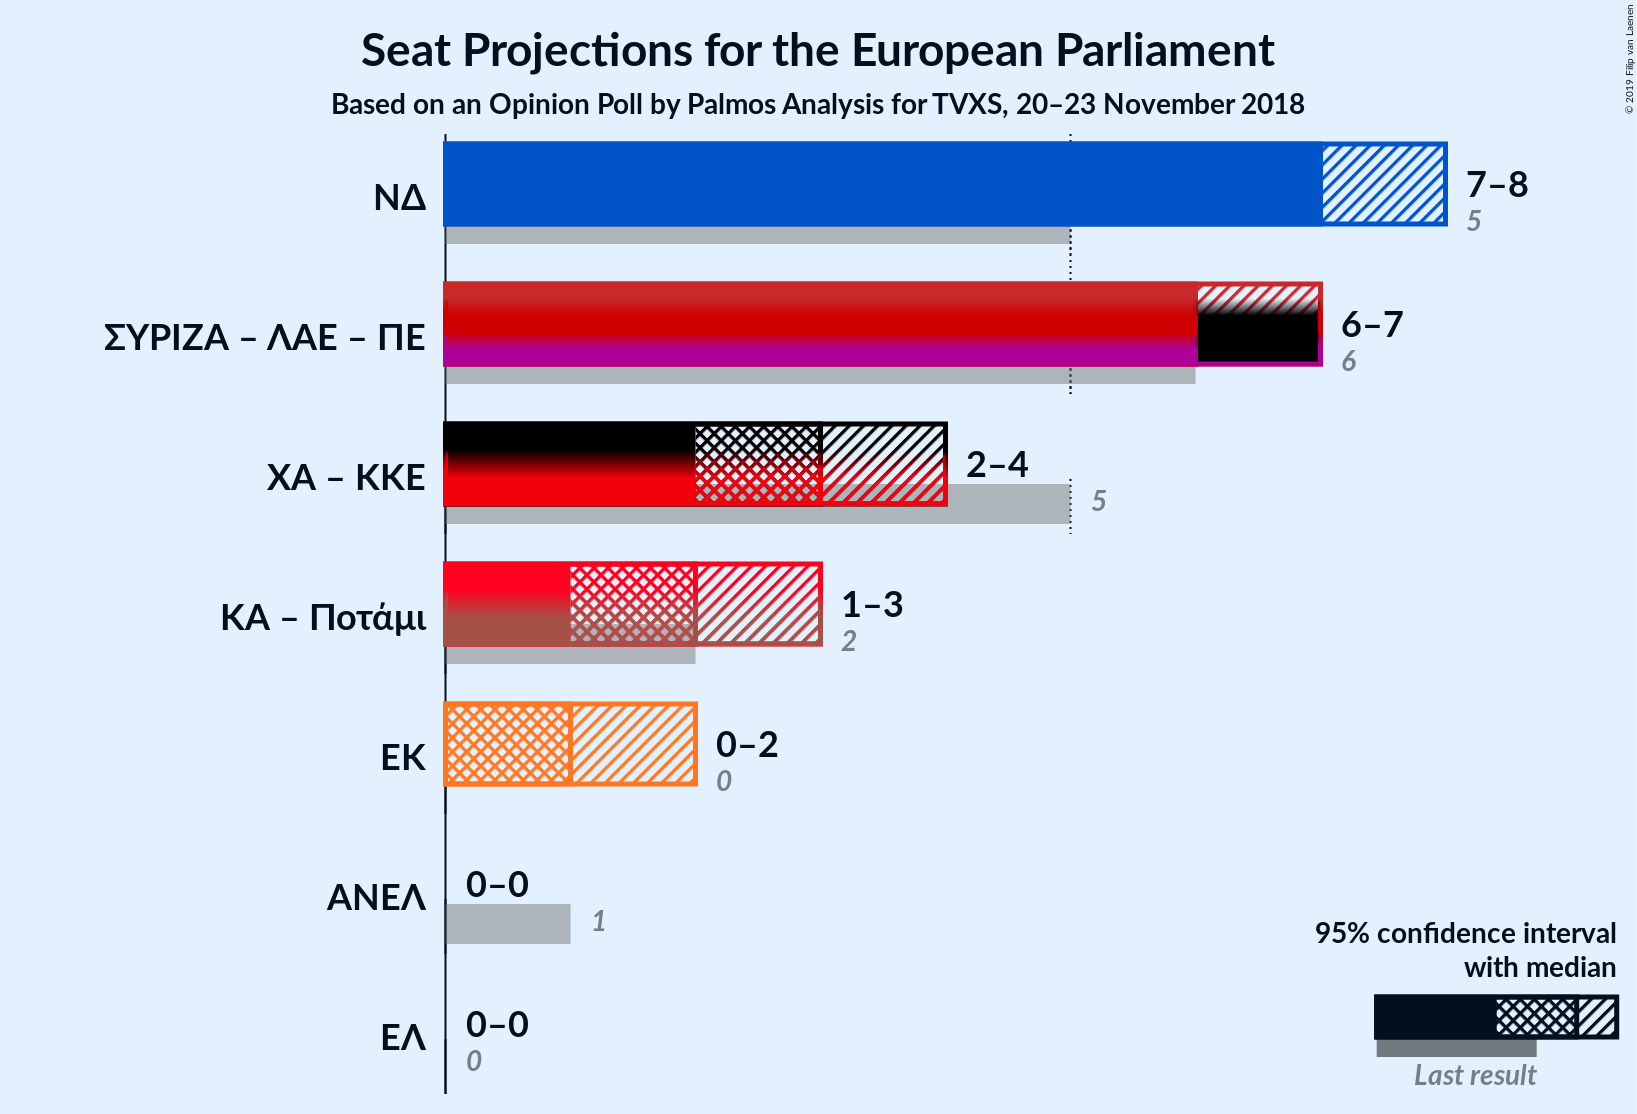 Seat Projections for the European Parliament
Based on an Opinion Poll by Palmos Analysis for TVXS, 20–23 November 2018
© 2019 Filip van Laenen
ΝΔ
7–8
5
ΣΥΡΙΖΑ – ΛΑΕ – ΠΕ
6–7
6
ΧΑ – ΚΚΕ
2–4
5
ΚΑ – Ποτάμι
1–3
2
ΕΚ
0–2
0
ΑΝΕΛ
0–0
1
ΕΛ
0–0
0
95% confidence interval
with median
Last result